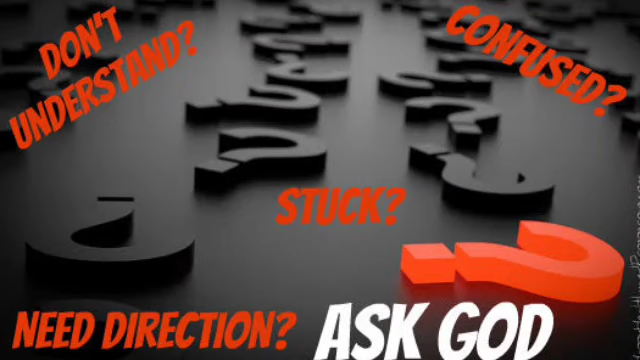 DON'T
UNDERSTAND?
CONFUSED?
STUCK?
NEED DIRECTION?
ASK GOD